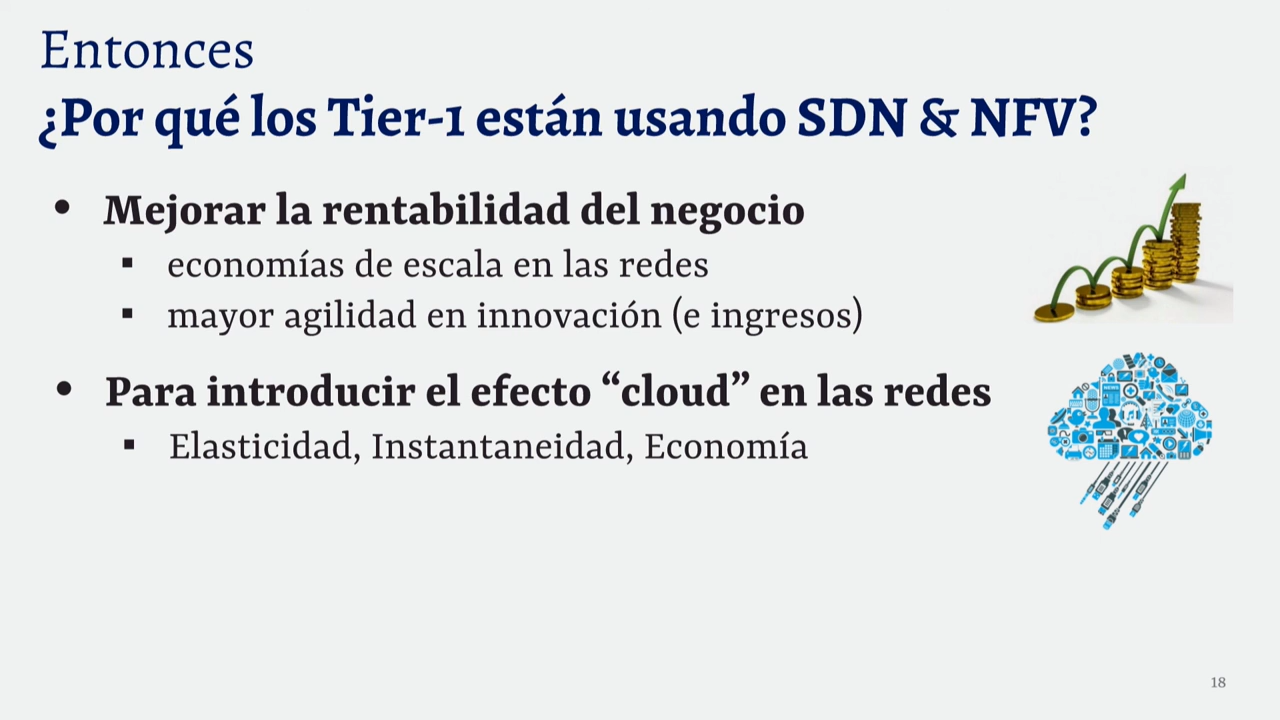 Entonces
¿Por qué los Tier-1 están usando SDN & NFV?
• Mejorar la rentabilidad del negocio
▪ economías de escala en las redes
▪ mayor agilidad en innovación (e ingresos)
• Para introducir el efecto “cloud” en las redes
▪ Elasticidad, Instantaneidad, Economía
NEWS
18